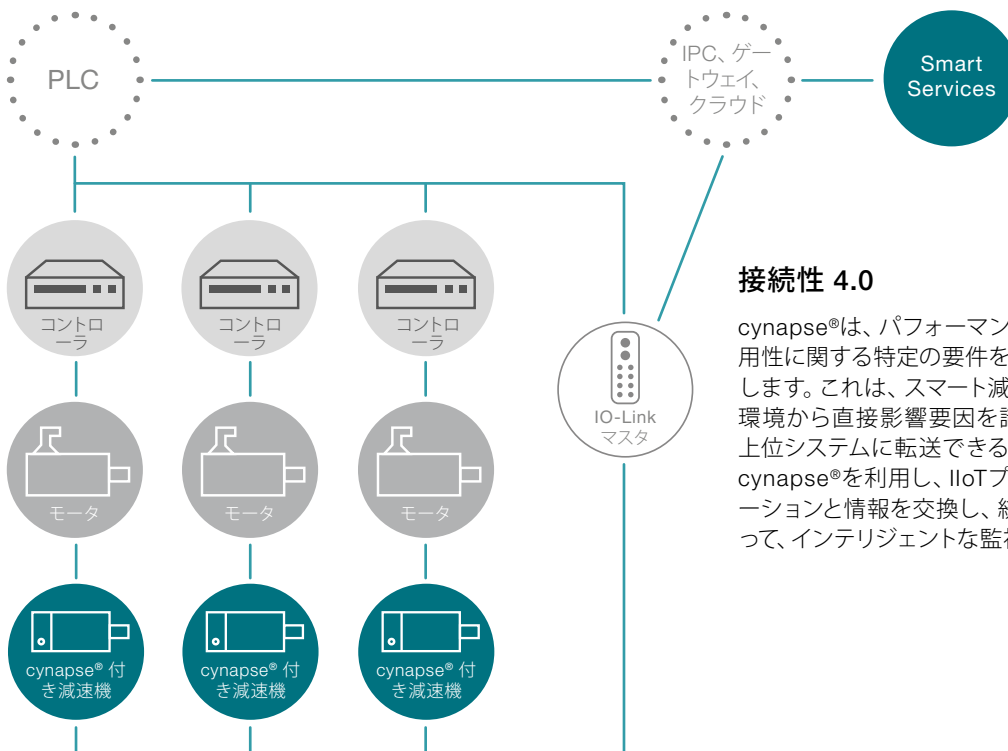 PLC
IPC、ゲー
トウェイ、
クラウド
Smart
Services
コントロ
ーラ
コントロ
ーラ
コントロ
ーラ
IO-Link
マスタ
モータ
モータ
モータ
cynapse® 付
き減速機
cynapse® 付
き減速機
cynapse® 付
き減速機
接続性 4.0
cynapse®は、パフォーマン
用性に関する特定の要件を
します。これは、スマート減
環境から直接影響要因を
上位システムに転送できる
cynapse®を利用し、IIoTプ
ーションと情報を交換し、
って、インテリジェントな監